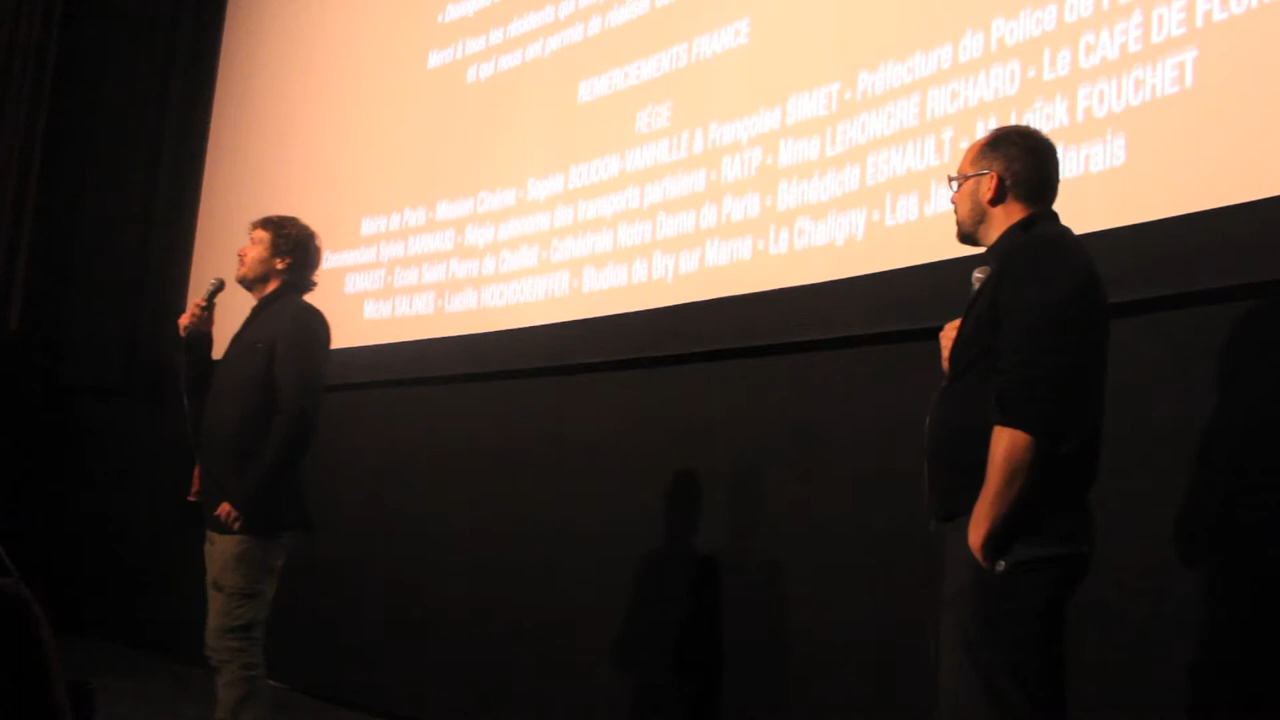 • Dialogue
Merci à tous les résidents qui
et qui nous ont permis de réaliser
REMERCIEMENTS FRANCE
RÉGIE
Mairie de Paris - Mission Cinéma - Sophie BOUDON-VANHILLE & Françoise SIMET - Préfecture de Police de
Commandant Sylvie BARNAUD - Régie autonome des transports parisiens - RATP - Mme LEHONGRE RICHARD - Le CAFÉ DE FLOR
SEMAEST - Ecole Saint Pierre de Chaillot - Cathédrale Notre Dame de Paris - Bénédicte ESNAULT - Loïck FOUCHET
Michel SALINES - Lucille HOCHDOERFFER - Studios de Bry sur Marne - Le Chaligny - Les Ja arais